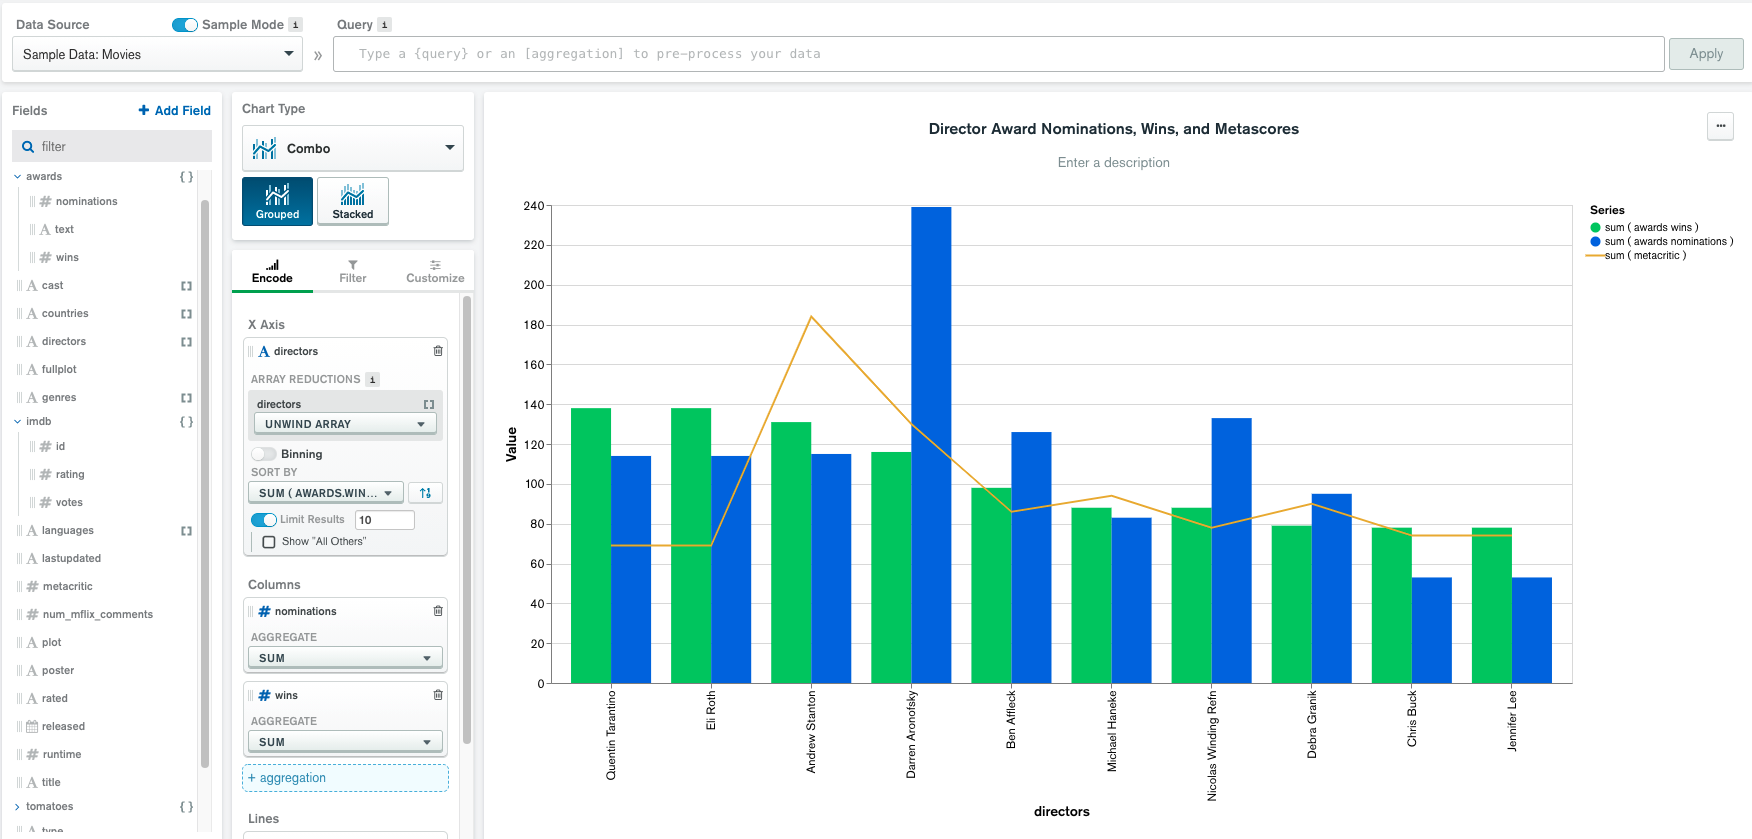 Data Source
Sample Mode i
Query i
Sample Data: Movies
»
Type a {query} or an [aggregation] to pre-process your data
Apply
Fields
+ Add Field
filter
awards { }
# nominations
A text
# wins
A cast [ ]
A countries [ ]
A directors [ ]
A fullplot
A genres [ ]
imdb { }
# id
# rating
# votes
A languages [ ]
A lastupdated
# metacritic
# num_mflix_comments
A plot
A poster
A rated
released
# runtime
A title
tomatoes { }
A type
Chart Type
Combo
Grouped
Stacked
Encode
Filter
Customize
X Axis
A directors
ARRAY REDUCTIONS i
directors [ ]
UNWIND ARRAY
Binning
SORT BY
SUM ( AWARDS.WIN...
Limit Results 10
Show "All Others"
Columns
# nominations
AGGREGATE
SUM
# wins
AGGREGATE
SUM
+ aggregation
Lines
Director Award Nominations, Wins, and Metascores
...
Enter a description
240
220
200
180
160
140
120
100
80
60
40
20
0
Value
Quentin Tarantino
Eli Roth
Andrew Stanton
Darren Aronofsky
Ben Affleck
Michael Haneke
Nicolas Winding Refn
Debra Granik
Chris Buck
Jennifer Lee
directors
Series
sum ( awards wins )
sum ( awards nominations )
sum ( metacritic )